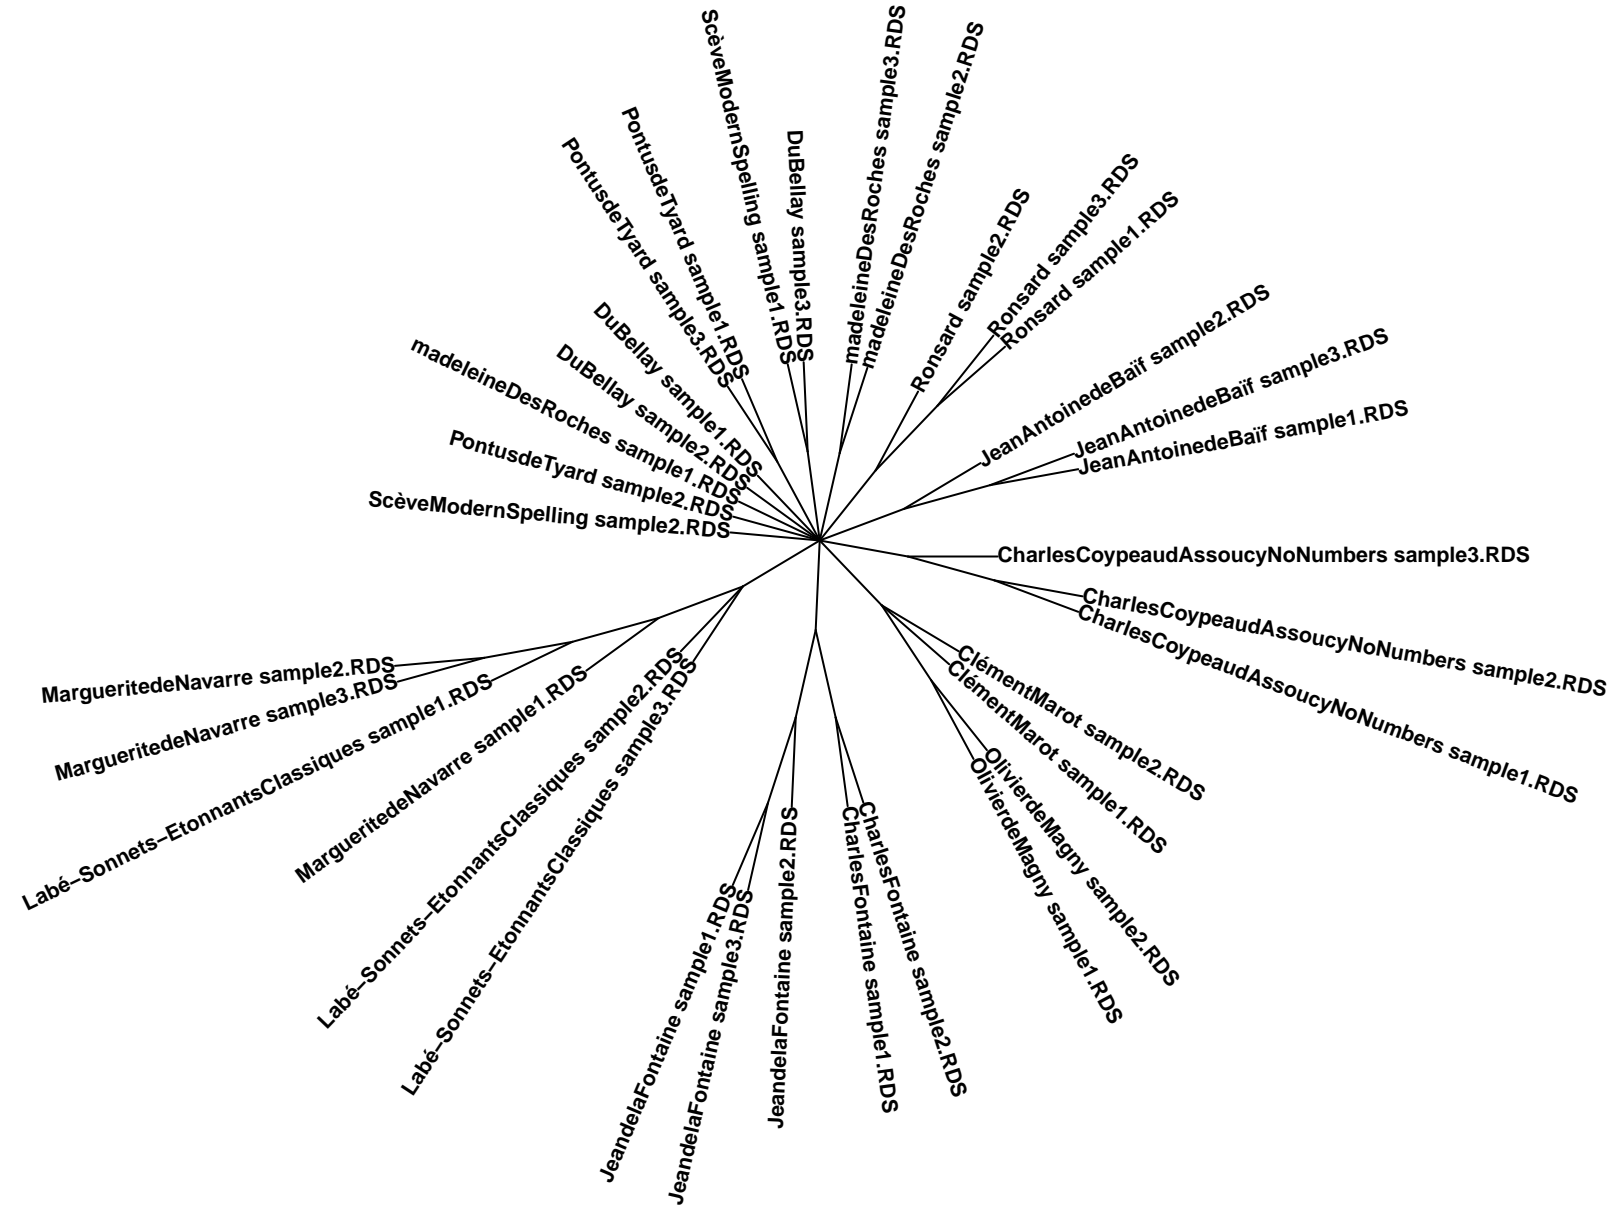 ScèveModernSpelling sample1.RDS
DuBellay sample3.RDS
madeleineDesRoches sample3.RDS
madeleineDesRoches sample2.RDS
Ronsard sample2.RDS
Ronsard sample3.RDS
Ronsard sample1.RDS
JeanAntoinedeBaïf sample2.RDS
JeanAntoinedeBaïf sample3.RDS
JeanAntoinedeBaïf sample1.RDS
CharlesCoypeaudAssoucyNoNumbers sample3.RDS
CharlesCoypeaudAssoucyNoNumbers sample2.RDS
CharlesCoypeaudAssoucyNoNumbers sample1.RDS
ClémentMarot sample2.RDS
ClémentMarot sample1.RDS
OlivierdeMagny sample2.RDS
OlivierdeMagny sample1.RDS
CharlesFontaine sample2.RDS
CharlesFontaine sample1.RDS
JeandelaFontaine sample2.RDS
JeandelaFontaine sample3.RDS
JeandelaFontaine sample1.RDS
Labé–Sonnets–EtonnantsClassiques sample3.RDS
Labé–Sonnets–EtonnantsClassiques sample2.RDS
MargueritedeNavarre sample1.RDS
Labé–Sonnets–EtonnantsClassiques sample1.RDS
MargueritedeNavarre sample3.RDS
MargueritedeNavarre sample2.RDS
ScèveModernSpelling sample2.RDS
PontusdeTyard sample2.RDS
madeleineDesRoches sample1.RDS
DuBellay sample2.RDS
DuBellay sample1.RDS
PontusdeTyard sample3.RDS
PontusdeTyard sample1.RDS